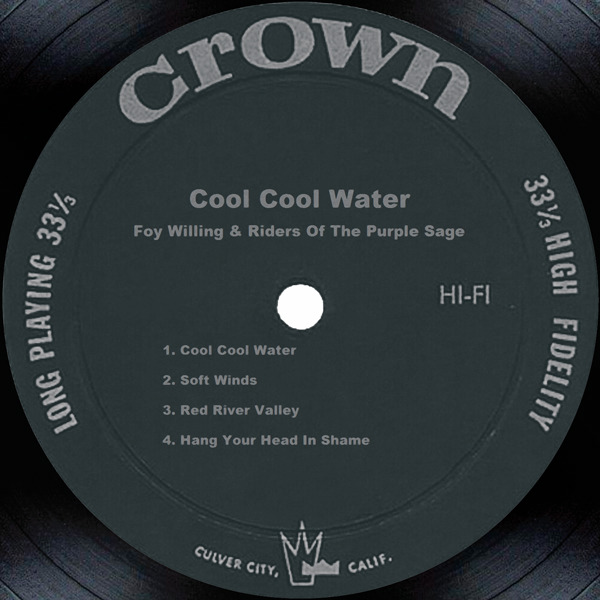 crown
Cool Cool Water
Foy Willing & Riders Of The Purple Sage
LONG PLAYING 33⅓
33⅓ HIGH FIDELITY
HI-FI
1. Cool Cool Water
2. Soft Winds
3. Red River Valley
4. Hang Your Head In Shame
CULVER CITY, CALIF.